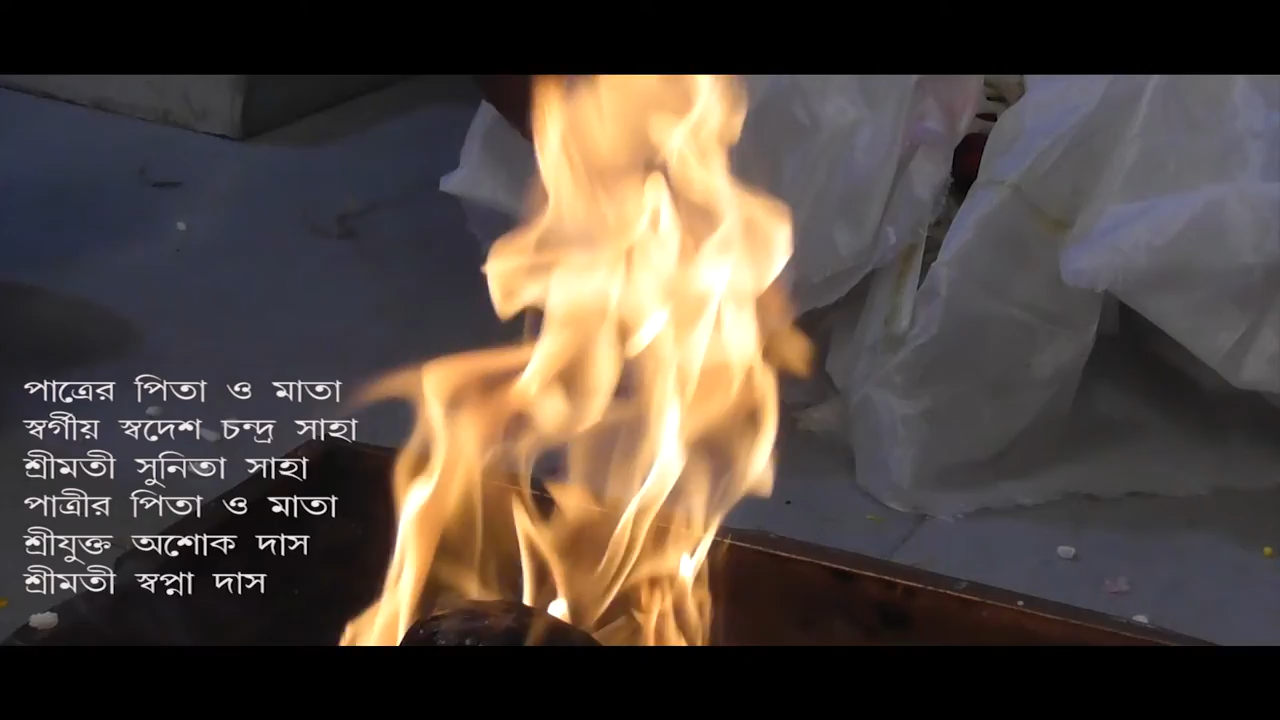 পাত্রের পিতা ও মাতা
স্বর্গীয় স্বদেশ চন্দ্র সাহা
শ্রীমতী সুনিতা সাহা
পাত্রীর পিতা ও মাতা
শ্রীযুক্ত অশোক দাস
শ্রীমতী স্বপ্না দাস